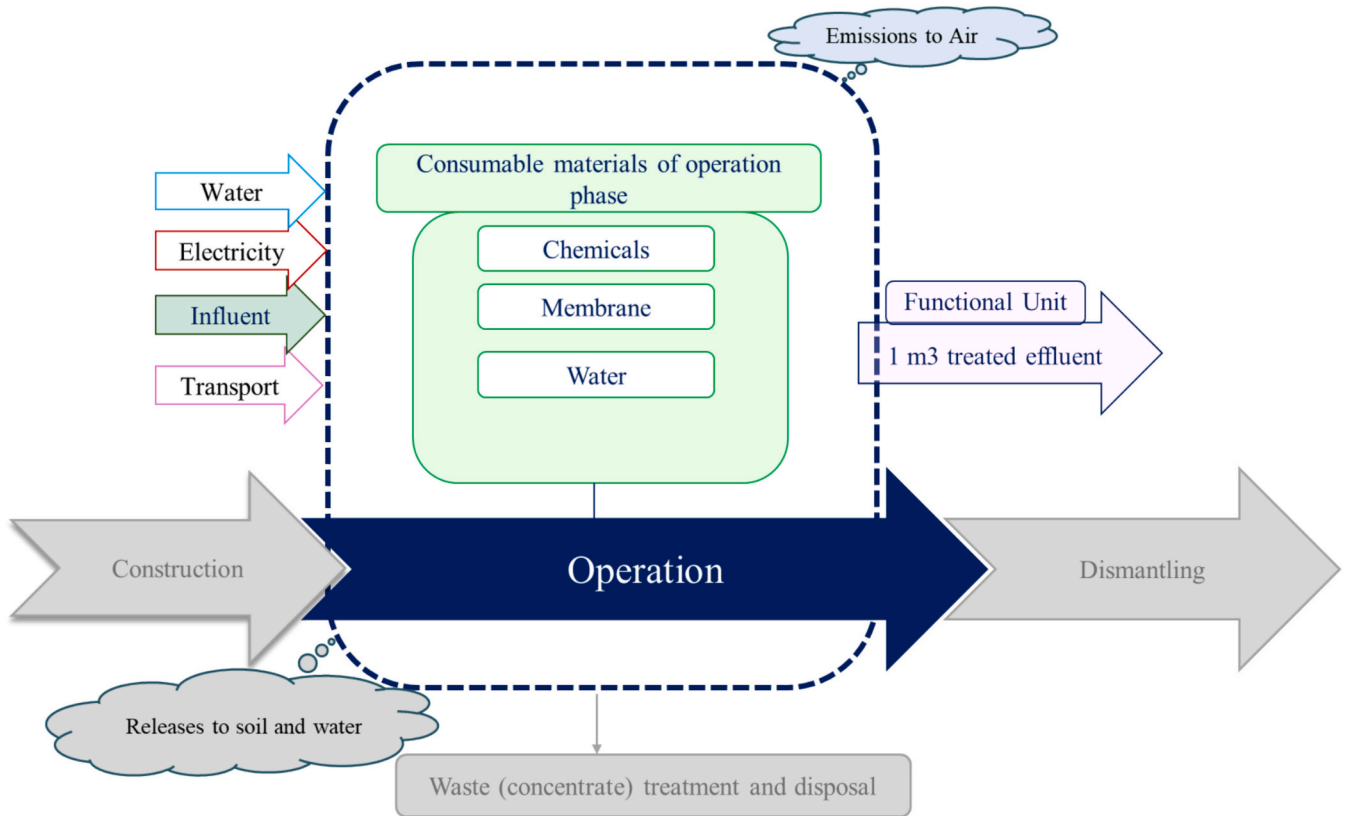 Emissions to Air
Consumable materials of operation
phase
Water
Electricity
Influent
Transport
Chemicals
Membrane
Water
Functional Unit
1 m3 treated effluent
Construction
Operation
Dismantling
Releases to soil and water
Waste (concentrate) treatment and disposal